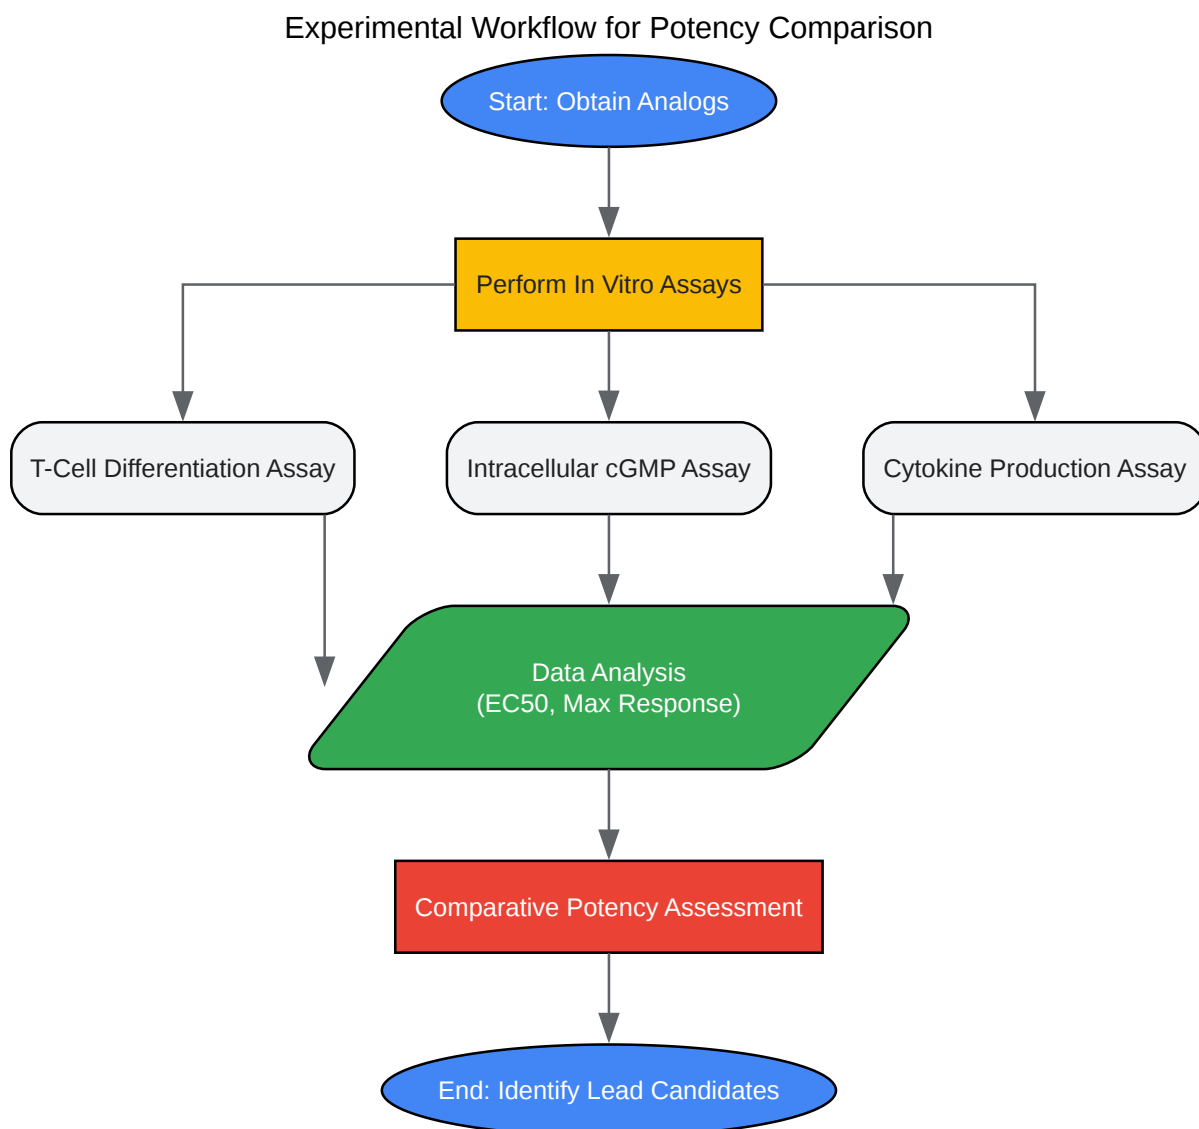 Experimental Workflow for Potency Comparison
Start: Obtain Analogs
Perform In Vitro Assays
T-Cell Differentiation Assay
Intracellular cGMP Assay
Cytokine Production Assay
Data Analysis
(EC50, Max Response)
Comparative Potency Assessment
End: Identify Lead Candidates